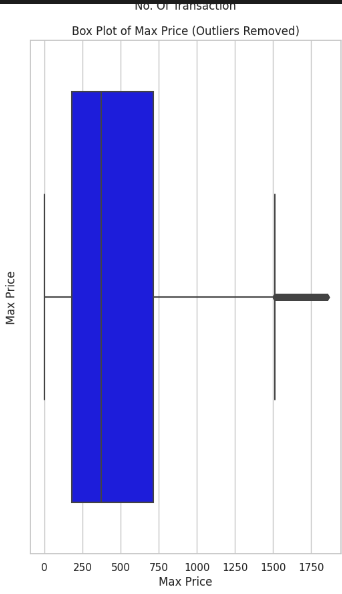 No. Of Transaction
Box Plot of Max Price (Outliers Removed)
Max Price
0 250 500 750 1000 1250 1500 1750
Max Price